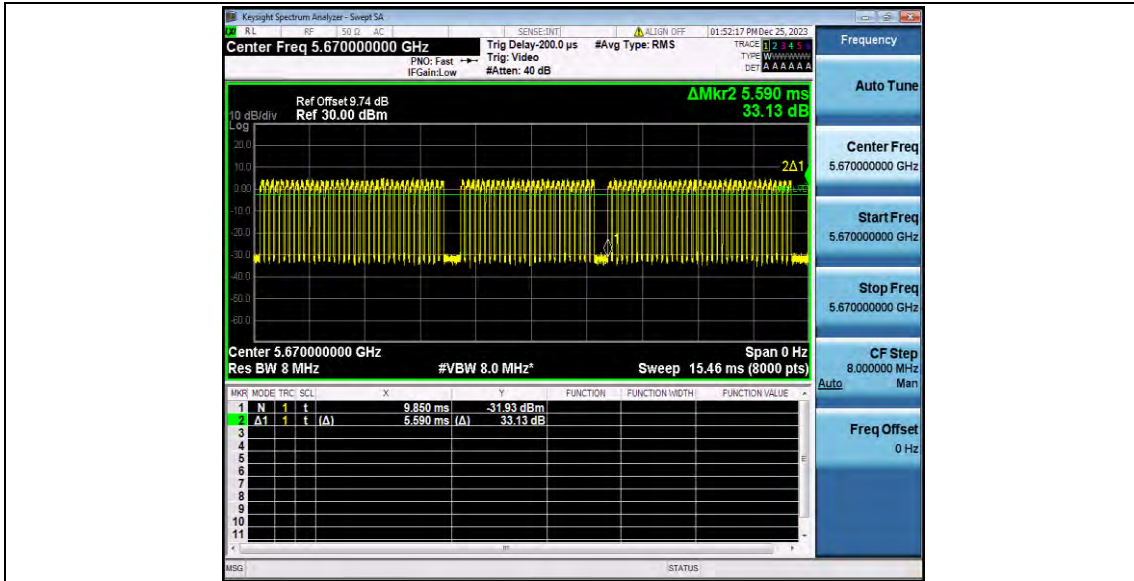 Keysight Spectrum Analyzer - Swept SA
RL RF 50 Ω AC SENSE:INT ALIGN OFF 01:52:17 PM Dec 25, 2023
Center Freq 5.670000000 GHz
PNO: Fast
IFGain:Low
Trig Delay-200.0 µs
Trig: Video
#Atten: 40 dB
#Avg Type: RMS
TRACE 1 2 3 4 5 6
TYPE W
DET A A A A A A
Ref Offset 9.74 dB
Ref 30.00 dBm
10 dB/div
Log
ΔMkr2 5.590 ms
33.13 dB
20.0
10.0
0.00
-10.0
-20.0
-30.0
-40.0
-50.0
-60.0
2Δ1
1
Center 5.670000000 GHz
Span 0 Hz
Res BW 8 MHz
#VBW 8.0 MHz*
Sweep 15.46 ms (8000 pts)
MKR MODE TRC SCL X Y FUNCTION FUNCTION WIDTH FUNCTION VALUE
1 N 1 t 9.850 ms -31.93 dBm
2 Δ1 1 t (Δ) 5.590 ms (Δ) 33.13 dB
3
4
5
6
7
8
9
10
11
MSG
STATUS
Frequency
Auto Tune
Center Freq
5.670000000 GHz
Start Freq
5.670000000 GHz
Stop Freq
5.670000000 GHz
CF Step
8.000000 MHz
Auto Man
Freq Offset
0 Hz